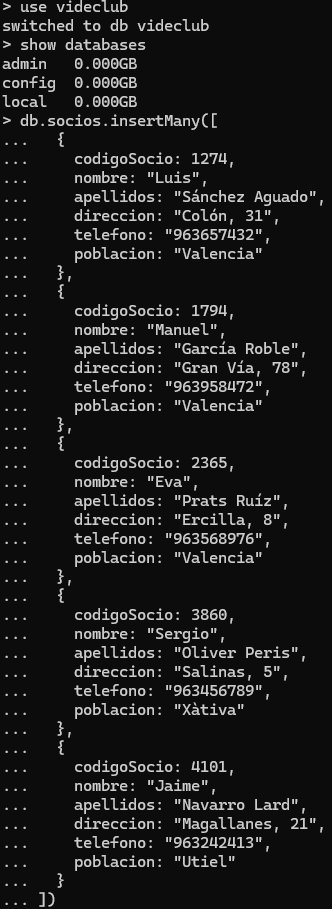 > use videclub
switched to db videclub
> show databases
admin   0.000GB
config  0.000GB
local   0.000GB
> db.socios.insertMany([
...   {
...     codigoSocio: 1274,
...     nombre: "Luis",
...     apellidos: "Sánchez Aguado",
...     direccion: "Colón, 31",
...     telefono: "963657432",
...     poblacion: "Valencia"
...   },
...   {
...     codigoSocio: 1794,
...     nombre: "Manuel",
...     apellidos: "García Roble",
...     direccion: "Gran Vía, 78",
...     telefono: "963958472",
...     poblacion: "Valencia"
...   },
...   {
...     codigoSocio: 2365,
...     nombre: "Eva",
...     apellidos: "Prats Ruíz",
...     direccion: "Ercilla, 8",
...     telefono: "963568976",
...     poblacion: "Valencia"
...   },
...   {
...     codigoSocio: 3860,
...     nombre: "Sergio",
...     apellidos: "Oliver Peris",
...     direccion: "Salinas, 5",
...     telefono: "963456789",
...     poblacion: "Xàtiva"
...   },
...   {
...     codigoSocio: 4101,
...     nombre: "Jaime",
...     apellidos: "Navarro Lard",
...     direccion: "Magallanes, 21",
...     telefono: "963242413",
...     poblacion: "Utiel"
...   }
... ])